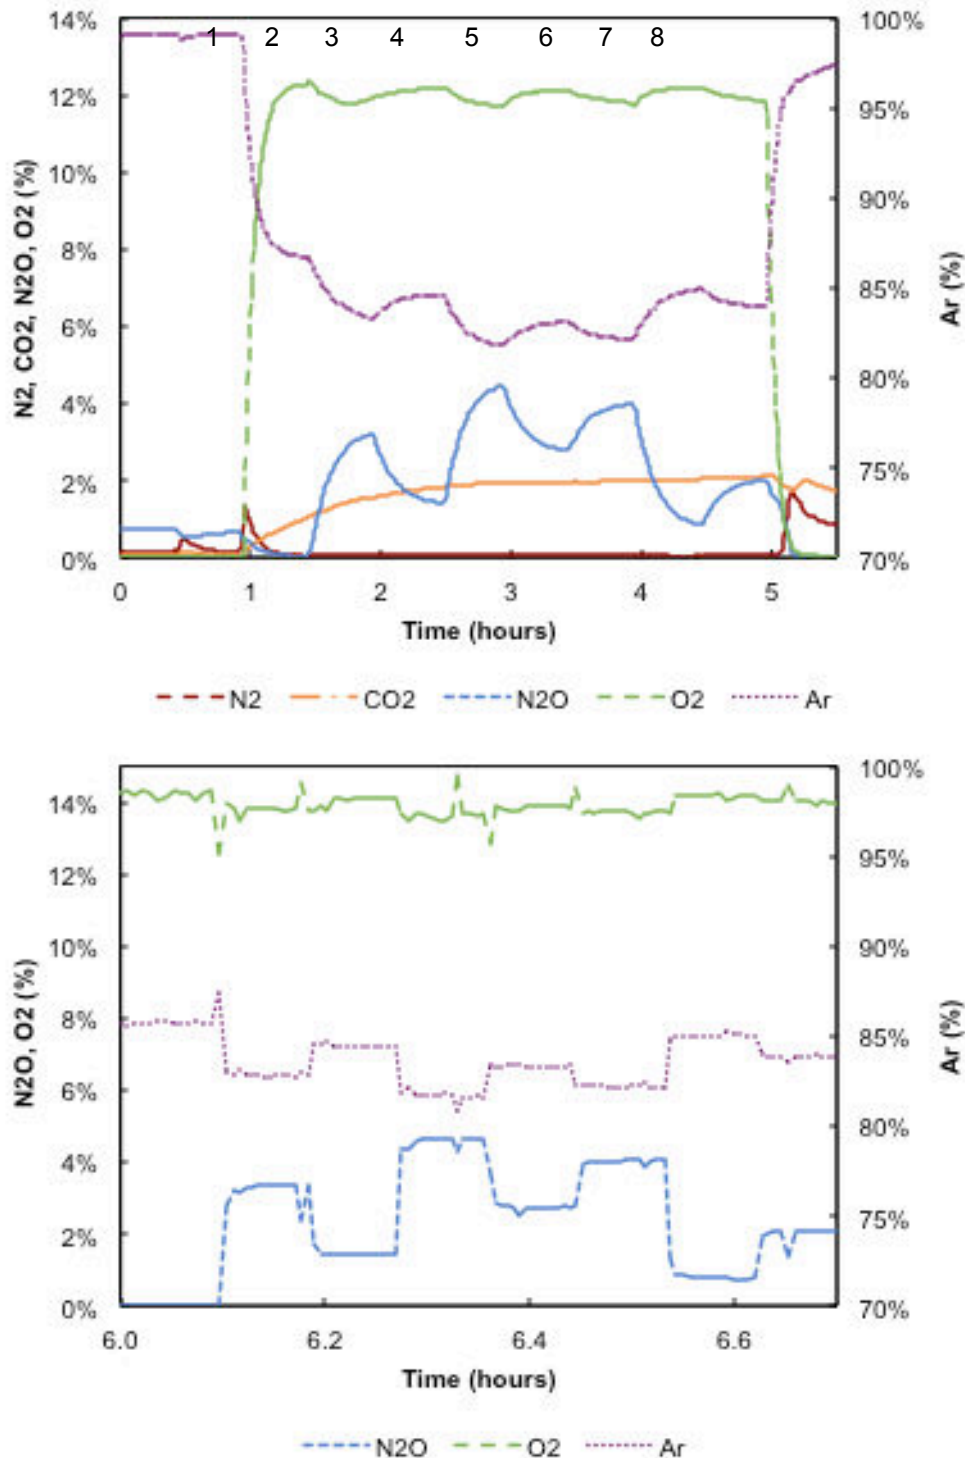 14% 1 2 3 4 5 6 7 8 100%
12% 95%
10% 90%
8%
85%
6%
80%
4%
75%
2%
0% 70%
N2, CO2, N2O, O2 (%)
Ar (%)
0 1 2 3 4 5
Time (hours)
N2 CO2 N2O O2 Ar
100%
14%
95%
12%
10% 90%
8% 85%
6%
80%
4%
75%
2%
0% 70%
N2O, O2 (%)
Ar (%)
6.0 6.2 6.4 6.6
Time (hours)
N2O O2 Ar